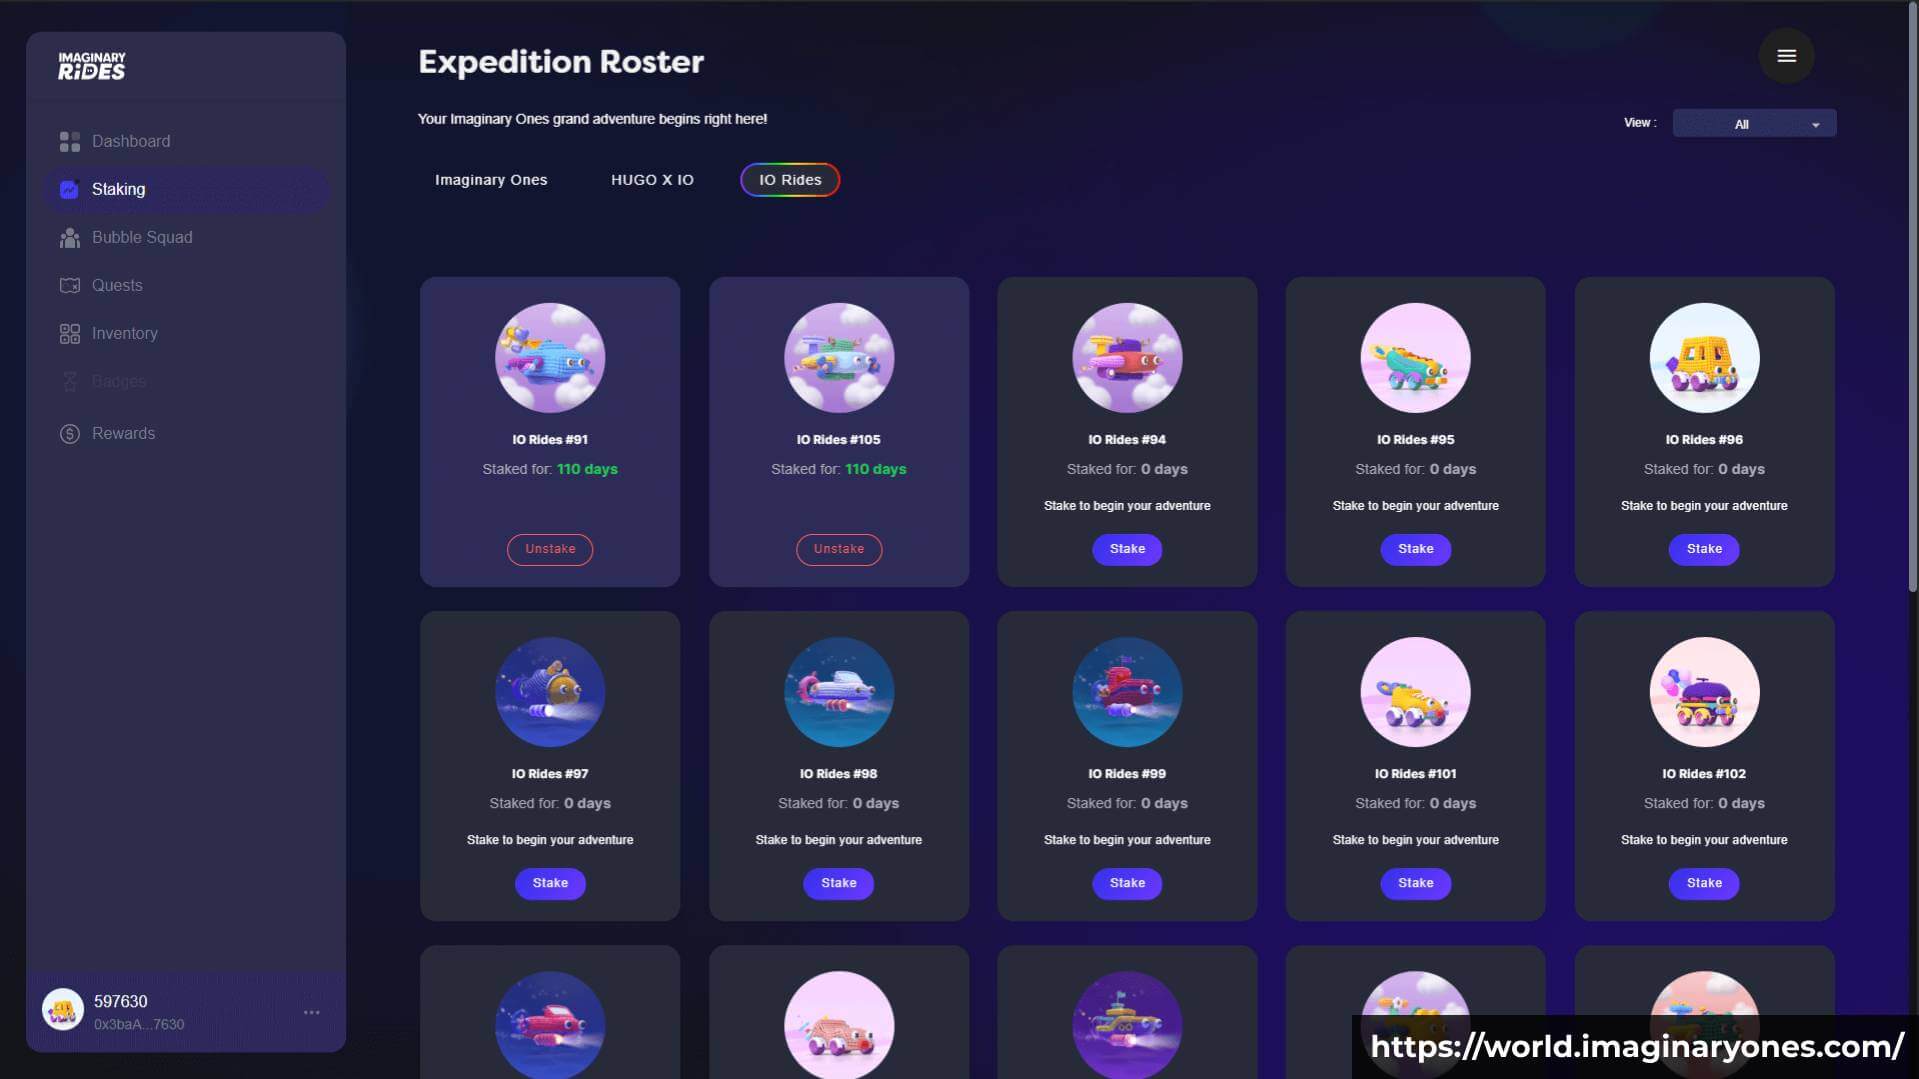 IMAGINARY
RiDES
Dashboard
Staking
Bubble Squad
Quests
Inventory
Badges
Rewards
597630
0x3baA...7630
Expedition Roster
Your Imaginary Ones grand adventure begins right here!
View :
All
Imaginary Ones
HUGO X IO
IO Rides
IO Rides #91
Staked for: 110 days
Unstake
IO Rides #105
Staked for: 110 days
Unstake
IO Rides #94
Staked for: 0 days
Stake to begin your adventure
Stake
IO Rides #95
Staked for: 0 days
Stake to begin your adventure
Stake
IO Rides #96
Staked for: 0 days
Stake to begin your adventure
Stake
IO Rides #97
Staked for: 0 days
Stake to begin your adventure
Stake
IO Rides #98
Staked for: 0 days
Stake to begin your adventure
Stake
IO Rides #99
Staked for: 0 days
Stake to begin your adventure
Stake
IO Rides #101
Staked for: 0 days
Stake to begin your adventure
Stake
IO Rides #102
Staked for: 0 days
Stake to begin your adventure
Stake
https://world.imaginaryones.com/